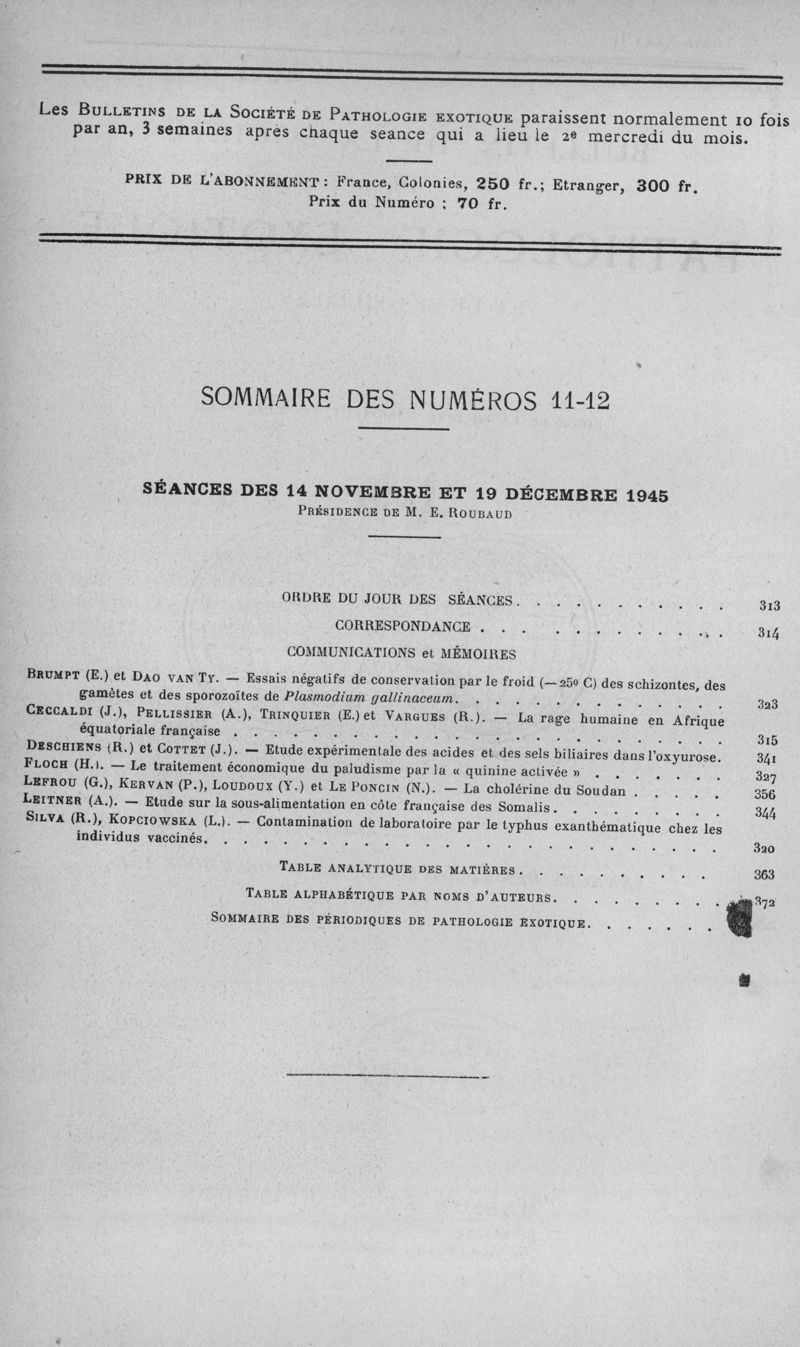 Les BULLETINS DE LA SOCIÉTÉ DE PATHOLOGIE EXOTIQUE paraissent normalement 10 fois
par an, 3 semaines après chaque séance qui a lieu le 2e mercredi du mois.
PRIX DE L'ABONNEMENT : France, Colonies, 250 fr.; Etranger, 300 fr.
Prix du Numéro : 70 fr.
SOMMAIRE DES NUMÉROS 11-12
SÉANCES DES 14 NOVEMBRE ET 19 DÉCEMBRE 1945
PRÉSIDENCE DE M. E. ROUBAUD
ORDRE DU JOUR DES SÉANCES. . . . . . . . . . . 313
CORRESPONDANCE . . . . . . . . . . . . 314
COMMUNICATIONS et MÉMOIRES
BRUMPT (E.) et DAO VAN TY. — Essais négatifs de conservation par le froid (—25o C) des schizontes, des
gamètes et des sporozoïtes de Plasmodium gallinaceum. . . . . . . . . . . . . . 323
CECCALDI (J.), PELLISSIER (A.), TRINQUIER (E.) et VARGUES (R.). — La rage humaine en Afrique
équatoriale française . . . . . . . . . . . . . . . . . . . . 315
DESCHIENS (R.) et COTTET (J.). — Etude expérimentale des acides et des sels biliaires dans l'oxyurose. 341
FLOCH (H.). — Le traitement économique du paludisme par la « quinine activée » . . . . . . 327
LEFROU (G.), KERVAN (P.), LOUDOUX (Y.) et LE PONCIN (N.). — La cholérine du Soudan . . . . . 356
LEITNER (A.). — Etude sur la sous-alimentation en côte française des Somalis. . . . . . . . 344
SILVA (R.), KOPCIOWSKA (L.). — Contamination de laboratoire par le typhus exanthématique chez les
individus vaccinés. . . . . . . . . . . . . . . . . . . . . 320
TABLE ANALYTIQUE DES MATIÈRES . . . . . . . . . . 363
TABLE ALPHABÉTIQUE PAR NOMS D'AUTEURS. . . . . . . . . 372
SOMMAIRE DES PÉRIODIQUES DE PATHOLOGIE EXOTIQUE. . . . . . .